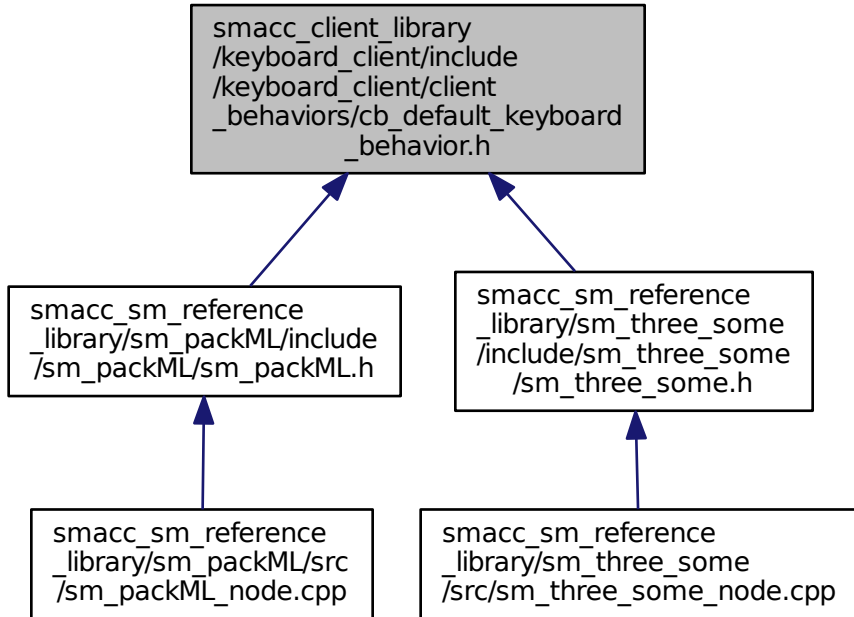 smacc_client_library
/keyboard_client/include
/keyboard_client/client
_behaviors/cb_default_keyboard
_behavior.h
smacc_sm_reference
_library/sm_packML/include
/sm_packML/sm_packML.h
smacc_sm_reference
_library/sm_three_some
/include/sm_three_some
/sm_three_some.h
smacc_sm_reference
_library/sm_packML/src
/sm_packML_node.cpp
smacc_sm_reference
_library/sm_three_some
/src/sm_three_some_node.cpp